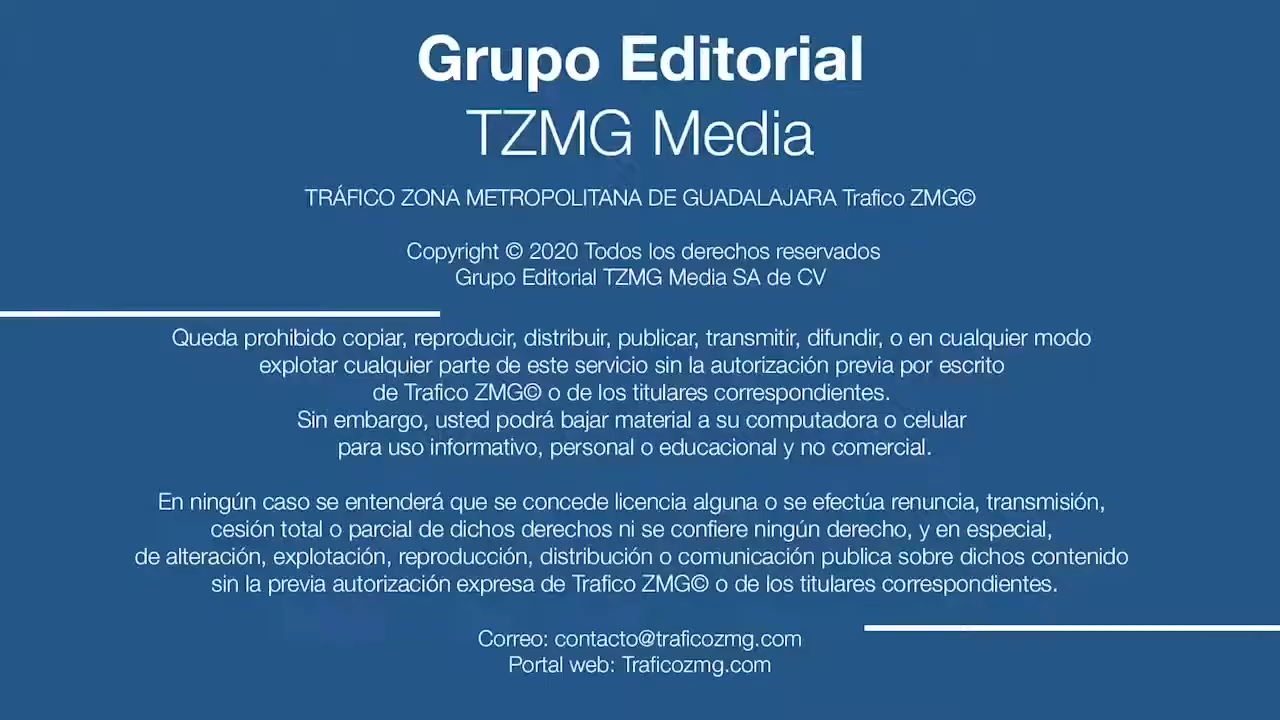 Grupo Editorial
TZMG Media
TRÁFICO ZONA METROPOLITANA DE GUADALAJARA Trafico ZMG©
Copyright © 2020 Todos los derechos reservados
Grupo Editorial TZMG Media SA de CV
Queda prohibido copiar, reproducir, distribuir, publicar, transmitir, difundir, o en cualquier modo
explotar cualquier parte de este servicio sin la autorización previa por escrito
de Trafico ZMG© o de los titulares correspondientes.
Sin embargo, usted podrá bajar material a su computadora o celular
para uso informativo, personal o educacional y no comercial.
En ningún caso se entenderá que se concede licencia alguna o se efectúa renuncia, transmisión,
cesión total o parcial de dichos derechos ni se confiere ningún derecho, y en especial,
de alteración, explotación, reproducción, distribución o comunicación publica sobre dichos contenido
sin la previa autorización expresa de Trafico ZMG© o de los titulares correspondientes.
Correo: contacto@traficozmg.com
Portal web: Traficozmg.com